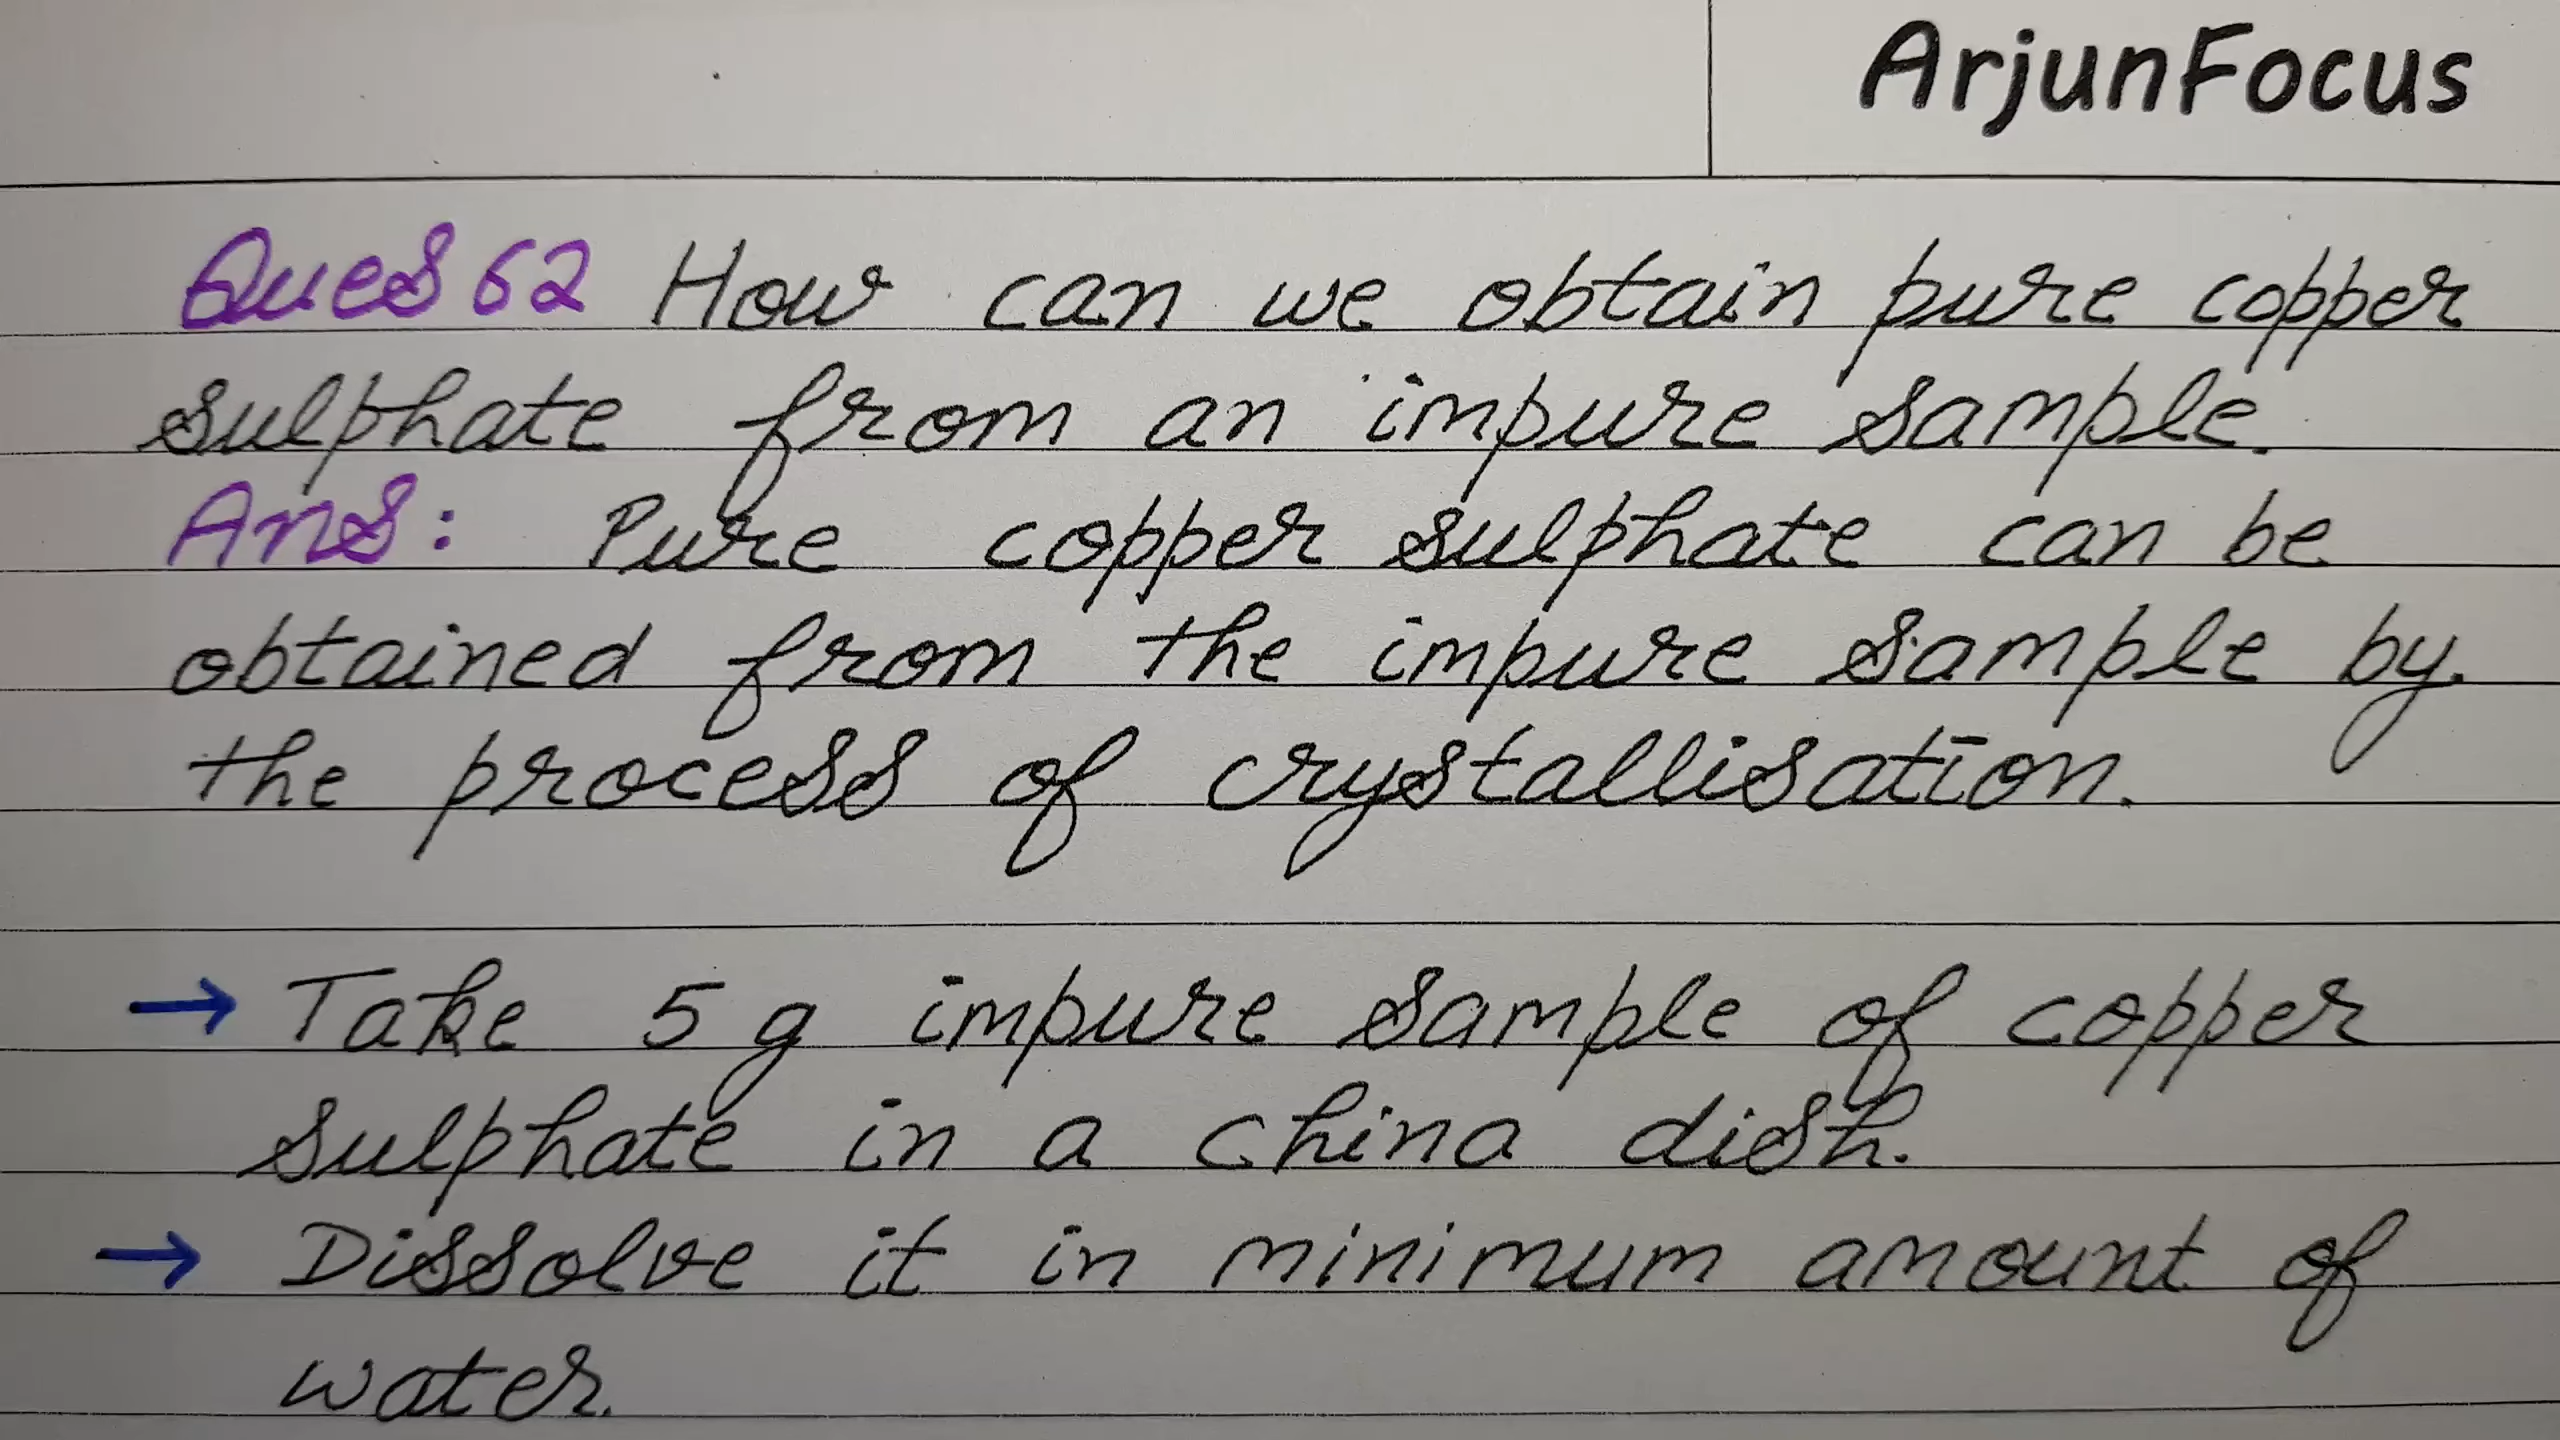 ArjunFocus
Ques 62 How can we obtain pure copper
sulphate from an impure sample.
Ans: Pure copper sulphate can be
obtained from the impure sample by.
the process of crystallisation.
→ Take 5 g impure sample of copper
sulphate in a china dish.
→ Dissolve it in minimum amount of
water.